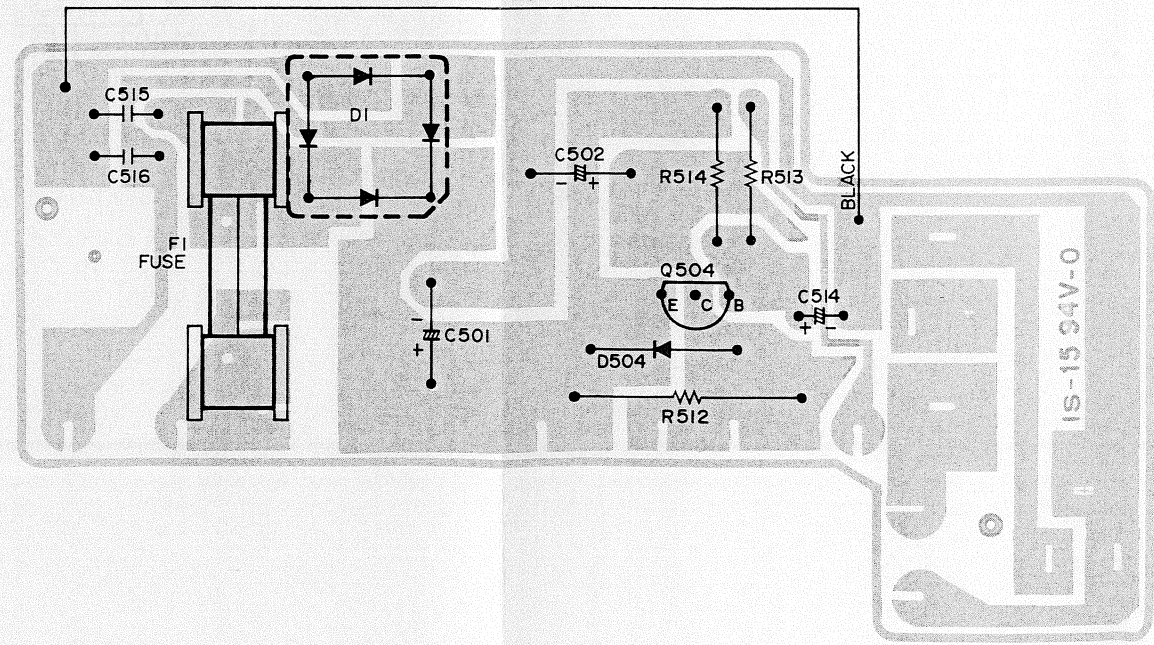 C515
D1
C516
C502
R514
R513
BLACK
F1
FUSE
Q504
E C B
C514
+ -
- +
-
+
C501
D504
R512
IS-15 94V-0